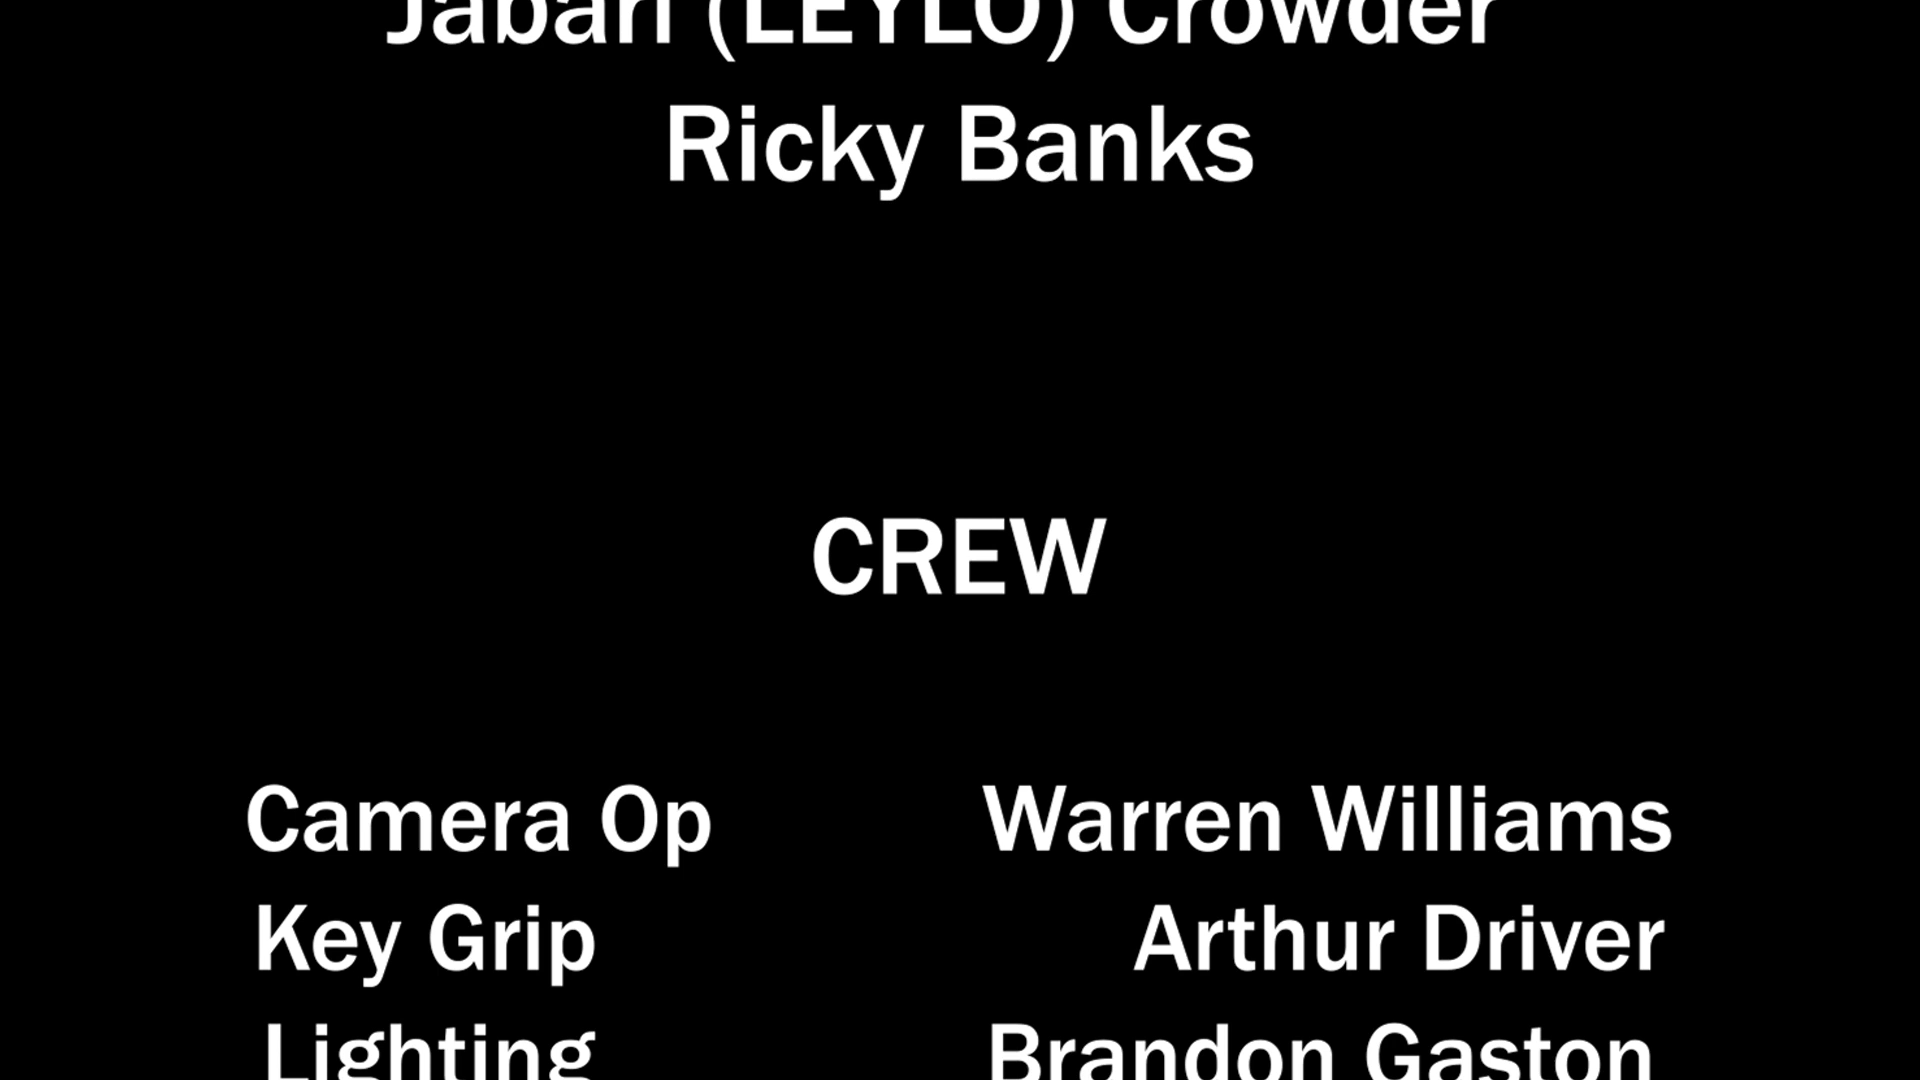 Jabari (LEYLO) Crowder
Ricky Banks
CREW
Camera Op Warren Williams
Key Grip Arthur Driver
Lighting Brandon Gaston